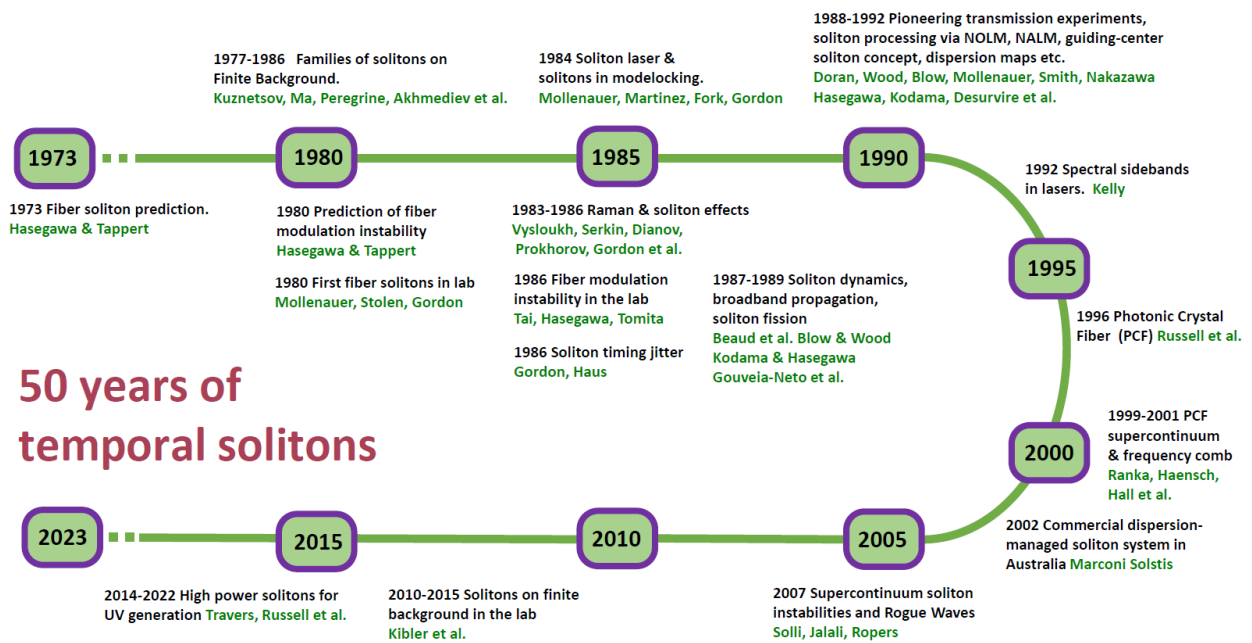 1977-1986 Families of solitons on
Finite Background.
Kuznetsov, Ma, Peregrine, Akhmediev et al.
1984 Soliton laser &
solitons in modelocking.
Mollenauer, Martinez, Fork, Gordon
1988-1992 Pioneering transmission experiments,
soliton processing via NOLM, NALM, guiding-center
soliton concept, dispersion maps etc.
Doran, Wood, Blow, Mollenauer, Smith, Nakazawa
Hasegawa, Kodama, Desurvire et al.
1973
1980
1985
1990
1992 Spectral sidebands
in lasers. Kelly
1973 Fiber soliton prediction.
Hasegawa & Tappert
1980 Prediction of fiber
modulation instability
Hasegawa & Tappert
1980 First fiber solitons in lab
Mollenauer, Stolen, Gordon
1983-1986 Raman & soliton effects
Vysloukh, Serkin, Dianov,
Prokhorov, Gordon et al.
1986 Fiber modulation
instability in the lab
Tai, Hasegawa, Tomita
1986 Soliton timing jitter
Gordon, Haus
1987-1989 Soliton dynamics,
broadband propagation,
soliton fission
Beaud et al. Blow & Wood
Kodama & Hasegawa
Gouveia-Neto et al.
1995
1996 Photonic Crystal
Fiber (PCF) Russell et al.
50 years of
temporal solitons
2000
1999-2001 PCF
supercontinuum
& frequency comb
Ranka, Haensch,
Hall et al.
2002 Commercial dispersion-
managed soliton system in
Australia Marconi Solstis
2023
2015
2010
2005
2014-2022 High power solitons for
UV generation Travers, Russell et al.
2010-2015 Solitons on finite
background in the lab
Kibler et al.
2007 Supercontinuum soliton
instabilities and Rogue Waves
Solli, Jalali, Ropers